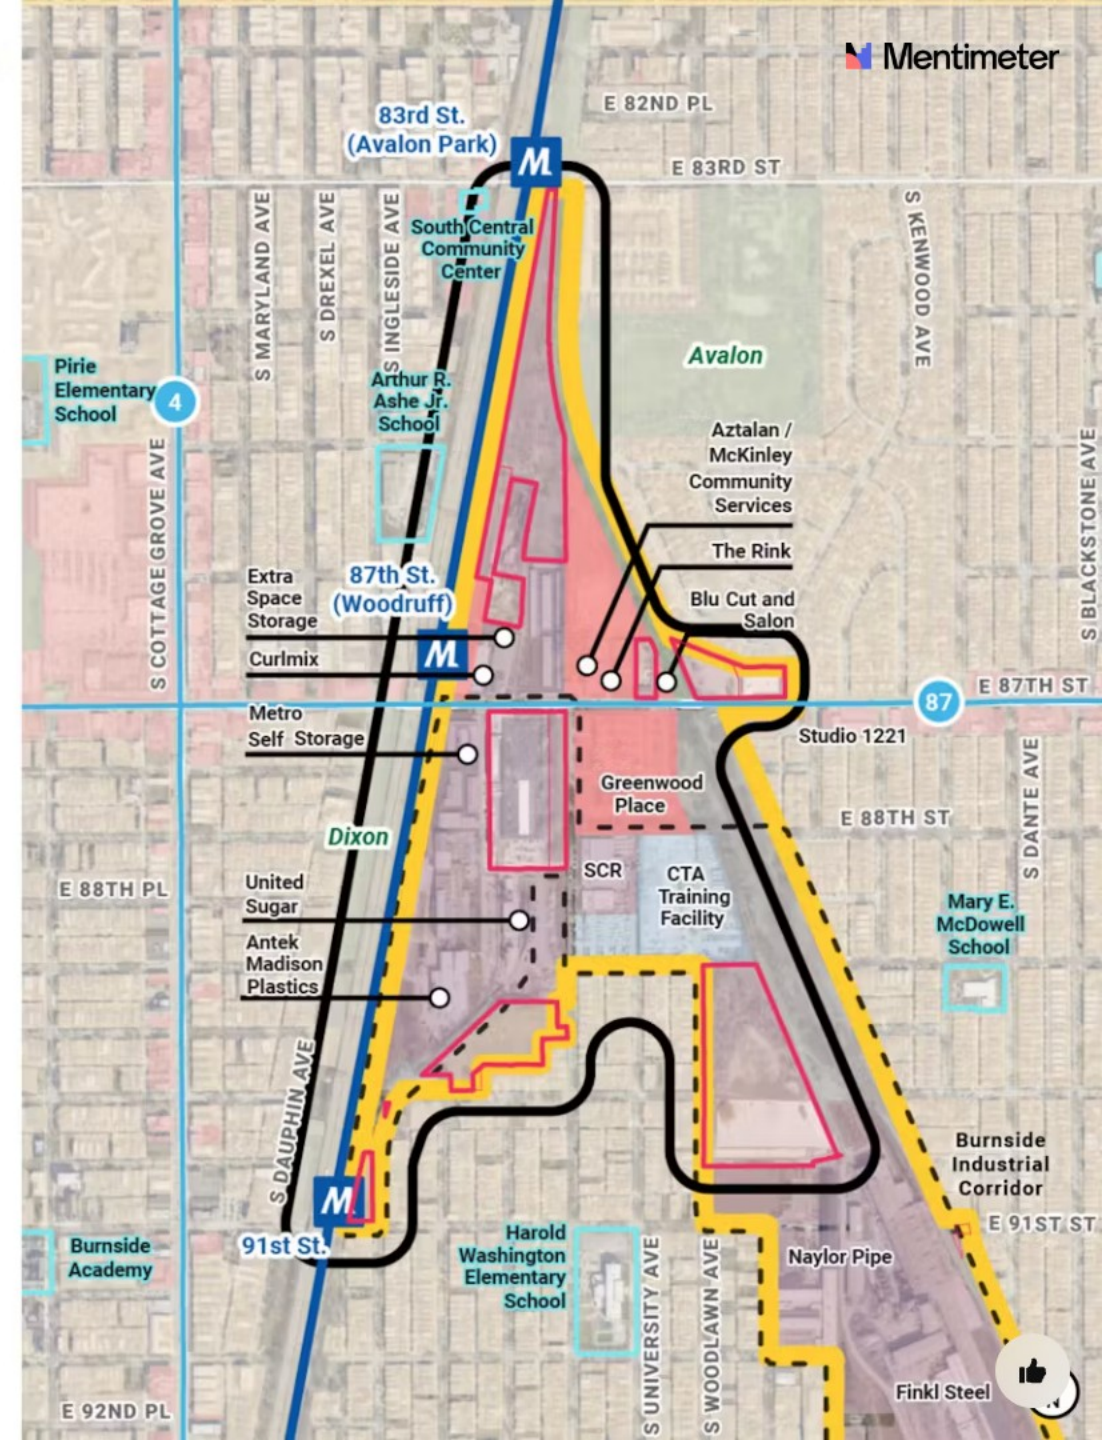 Mentimeter
E 82ND PL
83rd St.
(Avalon Park)
M
E 83RD ST
S MARYLAND AVE
S DREXEL AVE
S INGLESIDE AVE
S KENWOOD AVE
South Central
Community
Center
Avalon
Pirie
Elementary
School
4
Arthur R.
Ashe Jr.
School
Aztalan /
McKinley
Community
Services
The Rink
Blu Cut and
Salon
S COTTAGE GROVE AVE
S BLACKSTONE AVE
87th St.
(Woodruff)
M
Extra
Space
Storage
Curlmix
E 87TH ST
87
Metro
Self Storage
Studio 1221
Greenwood
Place
E 88TH ST
S DANTE AVE
Dixon
E 88TH PL
SCR
CTA
Training
Facility
United
Sugar
Antek
Madison
Plastics
Mary E.
McDowell
School
S DAUPHIN AVE
Burnside
Industrial
Corridor
M
91st St.
E 91ST ST
Burnside
Academy
Harold
Washington
Elementary
School
S UNIVERSITY AVE
S WOODLAWN AVE
Naylor Pipe
Finkl Steel
E 92ND PL
N